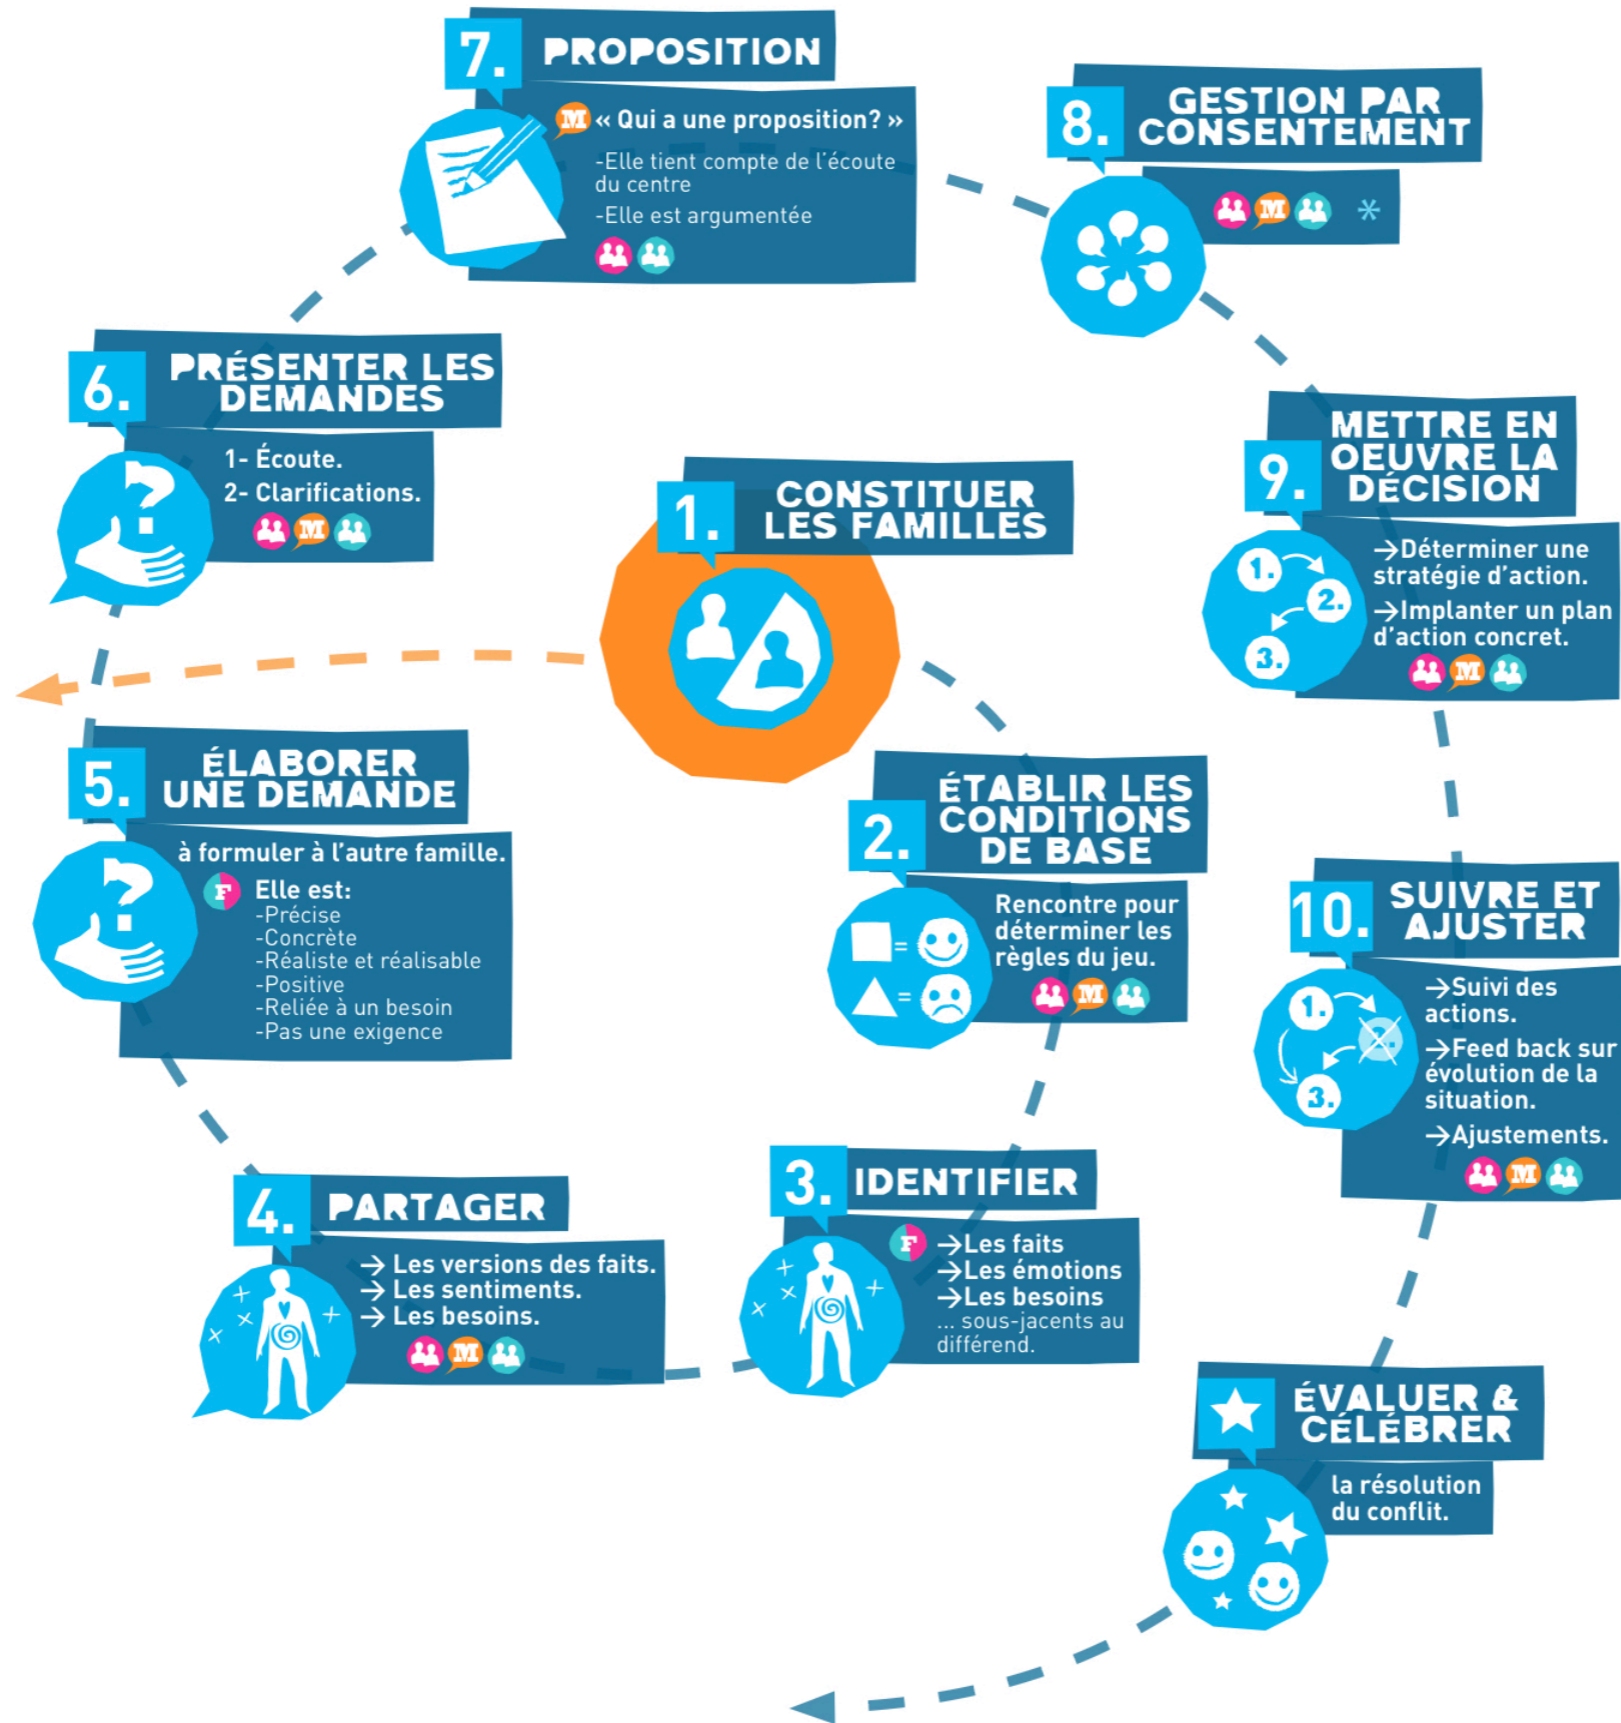 1.
CONSTITUER
LES FAMILLES
2.
ÉTABLIR LES
CONDITIONS
DE BASE
Rencontre pour
déterminer les
règles du jeu.
=
=
M
3.
IDENTIFIER
F
→Les faits
→Les émotions
→Les besoins
... sous-jacents au
différend.
4.
PARTAGER
→ Les versions des faits.
→ Les sentiments.
→ Les besoins.
M
5.
ÉLABORER
UNE DEMANDE
à formuler à l'autre famille.
F
Elle est:
-Précise
-Concrète
-Réaliste et réalisable
-Positive
-Reliée à un besoin
-Pas une exigence
?
6.
PRÉSENTER LES
DEMANDES
1- Écoute.
2- Clarifications.
?
M
7.
PROPOSITION
M « Qui a une proposition? »
-Elle tient compte de l'écoute
du centre
-Elle est argumentée
8.
GESTION PAR
CONSENTEMENT
M *
9.
METTRE EN
OEUVRE LA
DÉCISION
→Déterminer une
stratégie d'action.
→Implanter un plan
d'action concret.
1.
2.
3.
M
10.
SUIVRE ET
AJUSTER
→Suivi des
actions.
→Feed back sur
évolution de la
situation.
→Ajustements.
1.
2.
3.
M
ÉVALUER &
CÉLÉBRER
la résolution
du conflit.